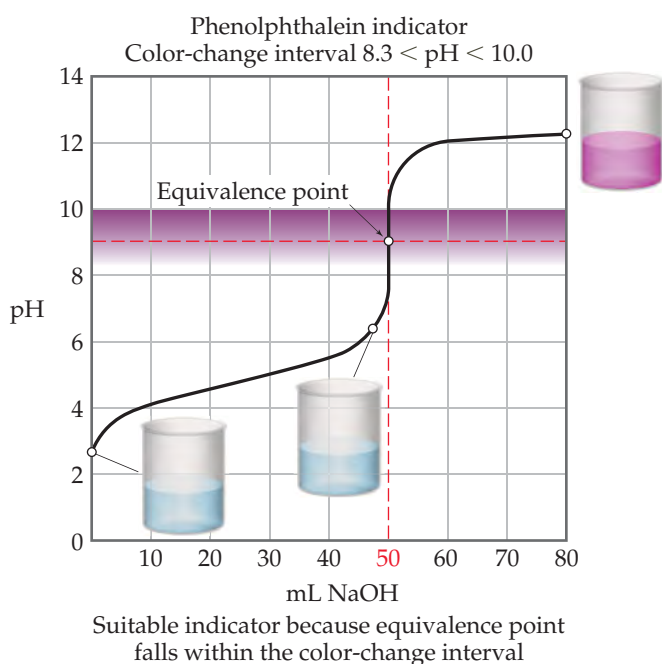 Phenolphthalein indicator
Color-change interval 8.3 < pH < 10.0
14
12
Equivalence point
10
8
pH
6
4
2
0
10 20 30 40 50 60 70 80
mL NaOH
Suitable indicator because equivalence point
falls within the color-change interval